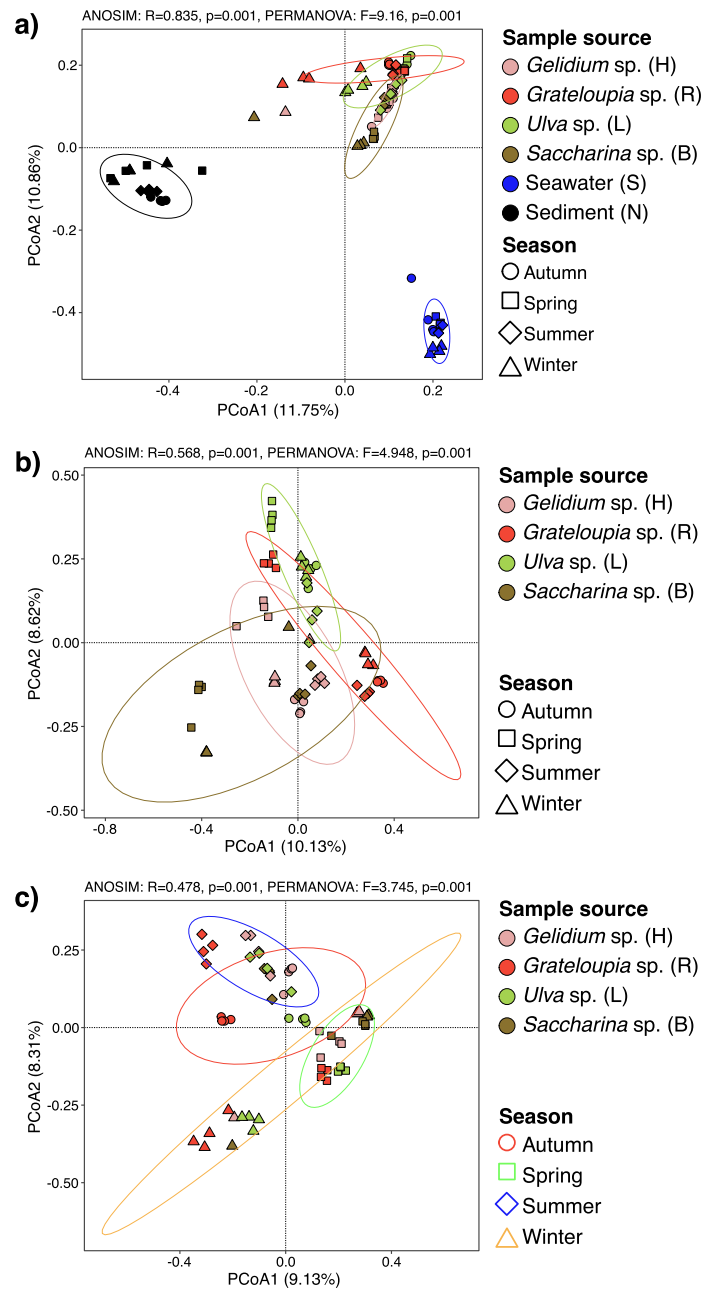 a)
ANOSIM: R=0.835, p=0.001, PERMANOVA: F=9.16, p=0.001
0.2
0.0
-0.2
-0.4
PCoA2 (10.86%)
-0.4
-0.2
0.0
0.2
PCoA1 (11.75%)
Sample source
Gelidium sp. (H)
Grateloupia sp. (R)
Ulva sp. (L)
Saccharina sp. (B)
Seawater (S)
Sediment (N)
Season
Autumn
Spring
Summer
Winter
b)
ANOSIM: R=0.568, p=0.001, PERMANOVA: F=4.948, p=0.001
0.50
0.25
0.00
-0.25
-0.50
PCoA2 (8.62%)
-0.8
-0.4
0.0
0.4
PCoA1 (10.13%)
Sample source
Gelidium sp. (H)
Grateloupia sp. (R)
Ulva sp. (L)
Saccharina sp. (B)
Season
Autumn
Spring
Summer
Winter
c)
ANOSIM: R=0.478, p=0.001, PERMANOVA: F=3.745, p=0.001
0.25
0.00
-0.25
-0.50
PCoA2 (8.31%)
-0.4
0.0
0.4
PCoA1 (9.13%)
Sample source
Gelidium sp. (H)
Grateloupia sp. (R)
Ulva sp. (L)
Saccharina sp. (B)
Season
Autumn
Spring
Summer
Winter